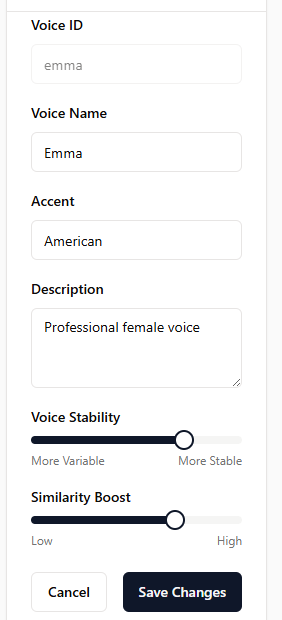 Voice ID
emma
Voice Name
Emma
Accent
American
Description
Professional female voice
Voice Stability
More Variable More Stable
Similarity Boost
Low High
Cancel Save Changes